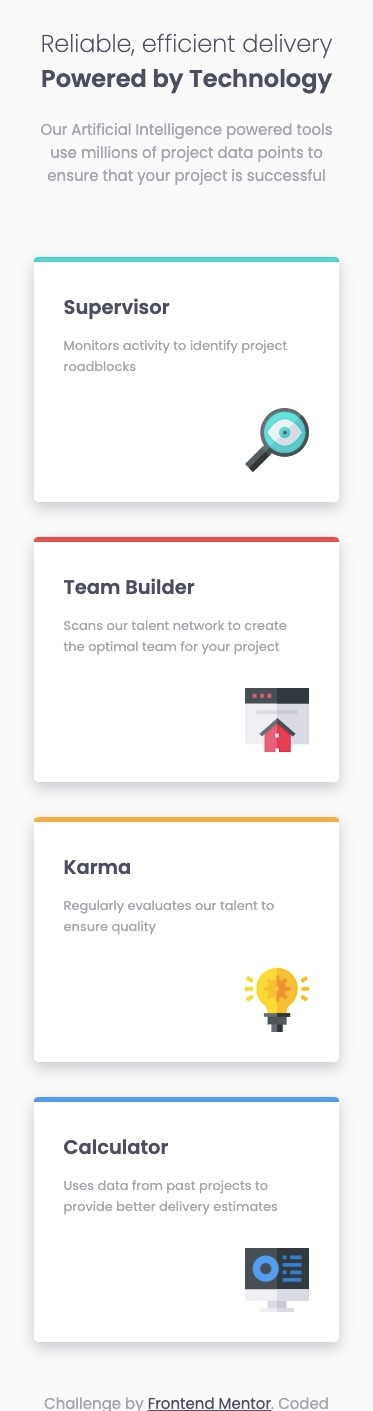 Reliable, efficient delivery
Powered by Technology
Our Artificial Intelligence powered tools
use millions of project data points to
ensure that your project is successful
Supervisor
Monitors activity to identify project
roadblocks
Team Builder
Scans our talent network to create
the optimal team for your project
Karma
Regularly evaluates our talent to
ensure quality
Calculator
Uses data from past projects to
provide better delivery estimates
Challenge by Frontend Mentor. Coded